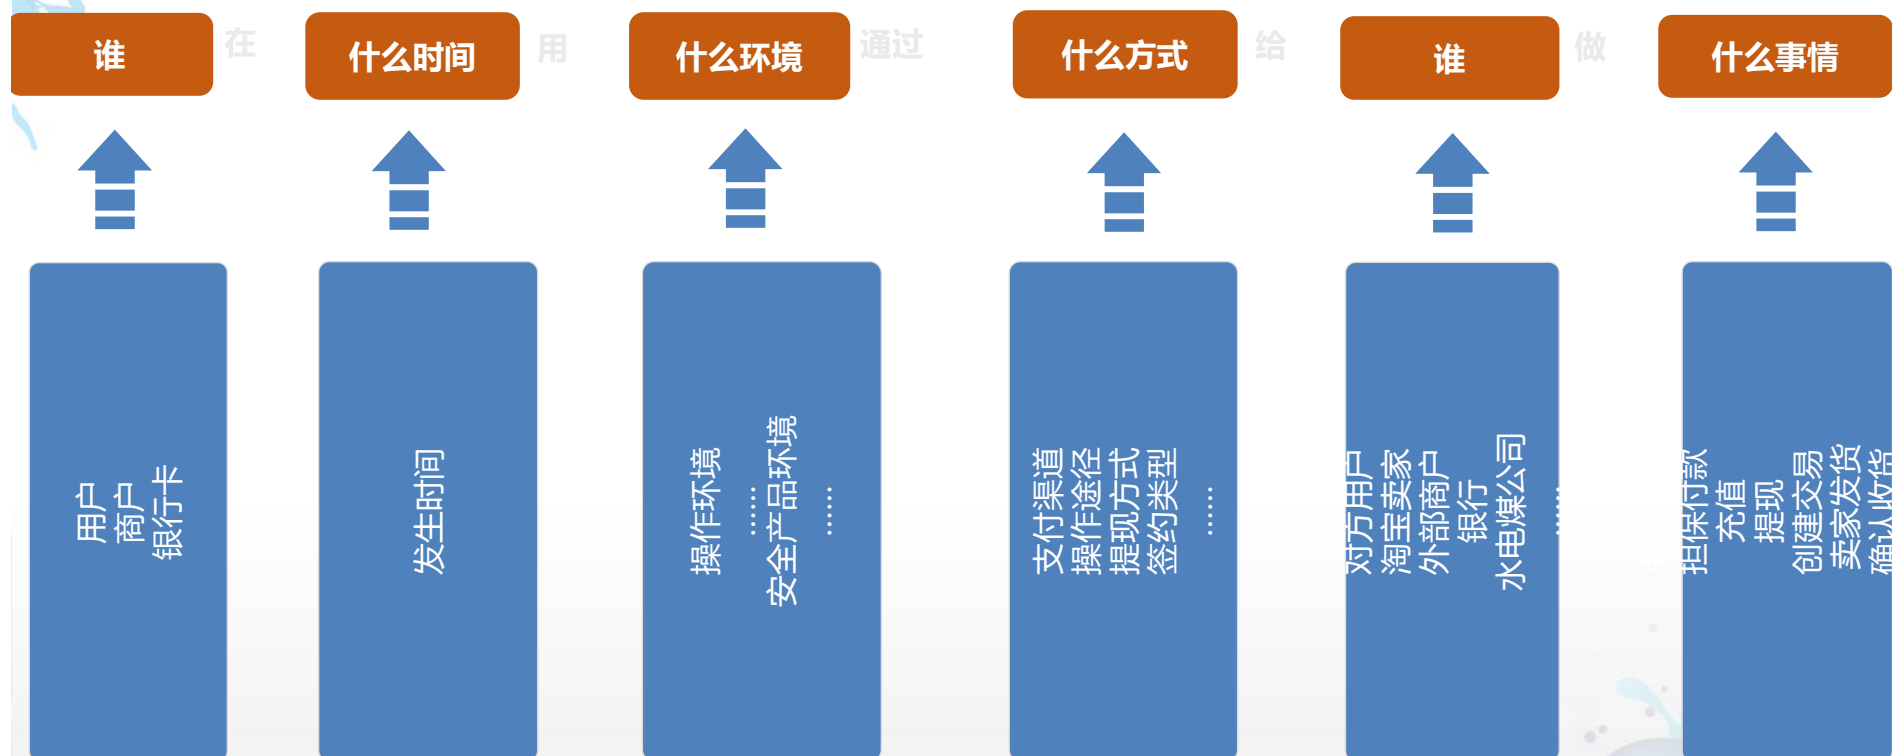 谁
在
什么时间
用
什么环境
通过
什么方式
给
谁
做
什么事情
用户
商户
银行卡
发生时间
操作环境
……
安全产品环境
……
支付渠道
操作途径
提现方式
签约类型
……
对方用户
淘宝卖家
外部商户
银行
水电煤公司
……
担保付款
充值
提现
创建交易
卖家发货
确认收货